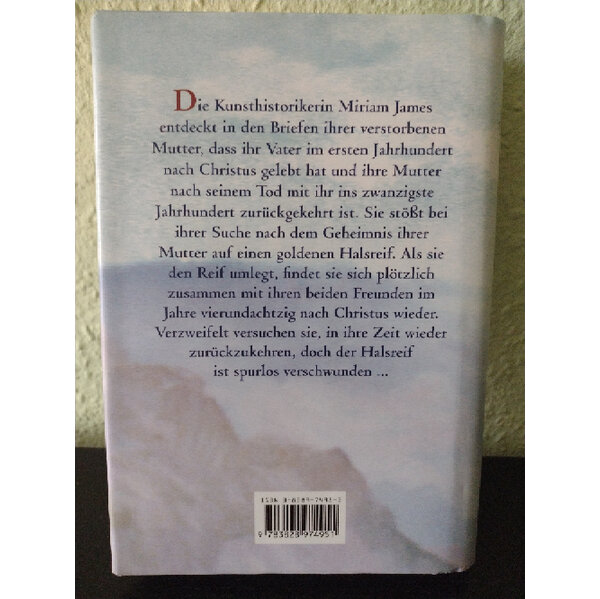 Die Kunsthistorikerin Miriam James
entdeckt in den Briefen ihrer verstorbenen
Mutter, dass ihr Vater im ersten Jahrhundert
nach Christus gelebt hat und ihre Mutter
nach seinem Tod mit ihr ins zwanzigste
Jahrhundert zurückgekehrt ist. Sie stößt bei
ihrer Suche nach dem Geheimnis ihrer
Mutter auf einen goldenen Halsreif. Als sie
den Reif umlegt, findet sie sich plötzlich
zusammen mit ihren beiden Freunden im
Jahre vierundachtzig nach Christus wieder.
Verzweifelt versuchen sie, in ihre Zeit wieder
zurückzukehren, doch der Halsreif
ist spurlos verschwunden ...
ISBN
9 783828 974951